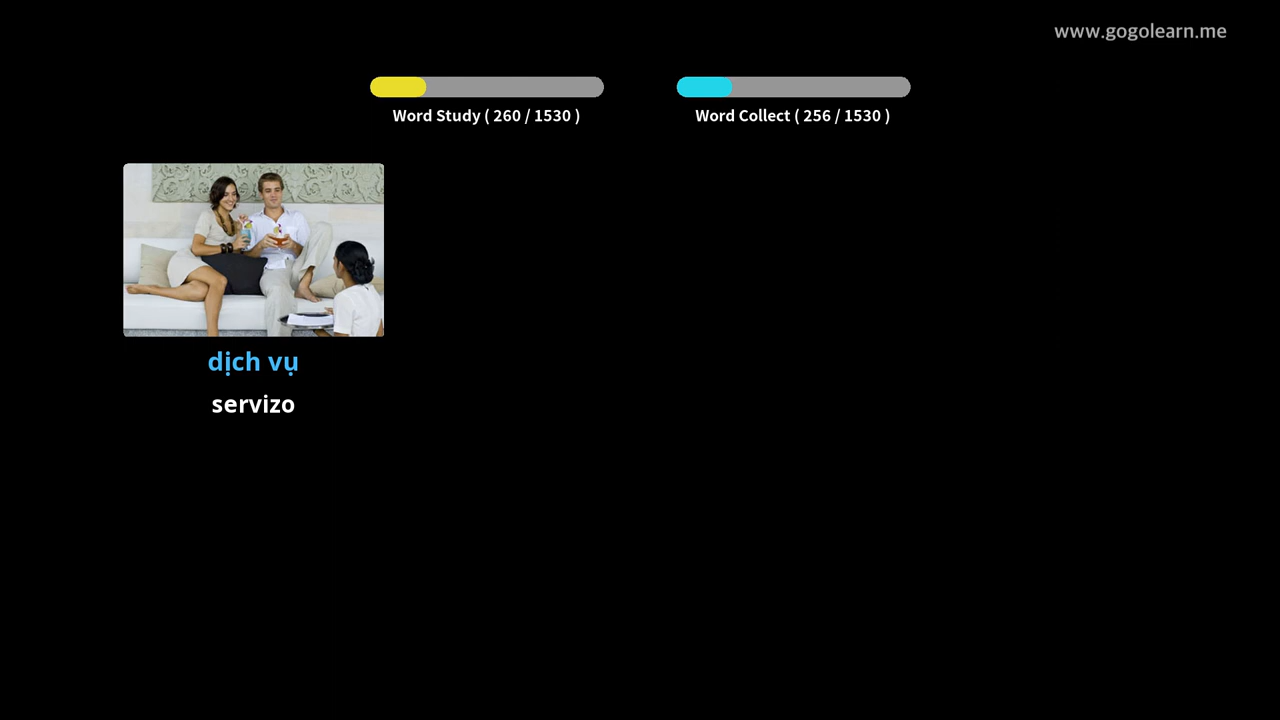 www.gogolearn.me
Word Study ( 260 / 1530 )
Word Collect ( 256 / 1530 )
dịch vụ
servizo